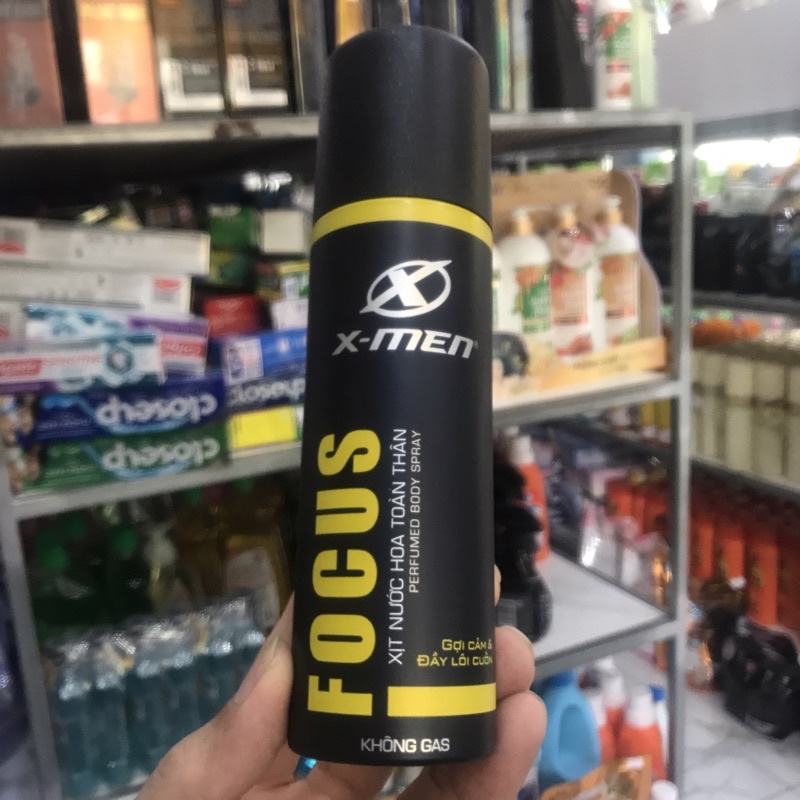 X-MEN®
FOCUS
XỊT NƯỚC HOA TOÀN THÂN
PERFUMED BODY SPRAY
GỢI CẢM &
ĐẦY LÔI CUỐN
KHÔNG GAS
closeup
closeup